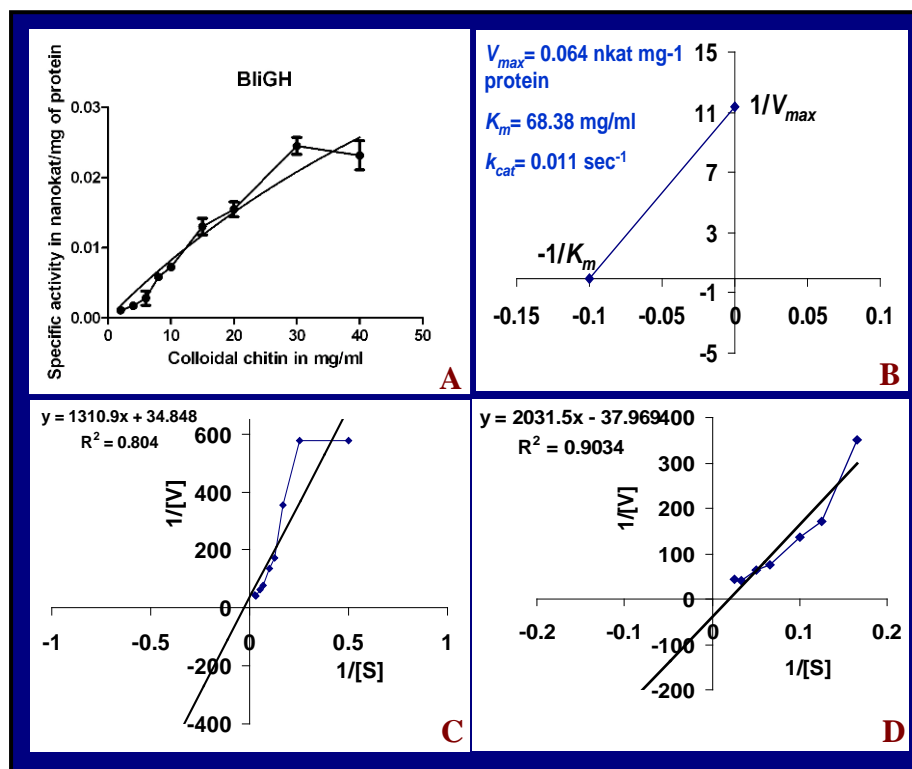 BliGH
Specific activity in nanokat/mg of protein
0.03
0.02
0.01
0.00
0 10 20 30 40 50
Colloidal chitin in mg/ml
A
Vmax= 0.064 nkat mg-1
protein
Km= 68.38 mg/ml
kcat= 0.011 sec-1
15
11
7
3
-1
-5
1/Vmax
-1/Km
-0.15 -0.1 -0.05 0 0.05 0.1
B
y = 1310.9x + 34.848
R2 = 0.804
600
400
200
0
-200
-400
1/[V]
-1 -0.5 0 0.5 1
1/[S]
C
y = 2031.5x - 37.969
R2 = 0.9034
400
300
200
100
0
-100
-200
1/[V]
-0.2 -0.1 0 0.1 0.2
1/[S]
D